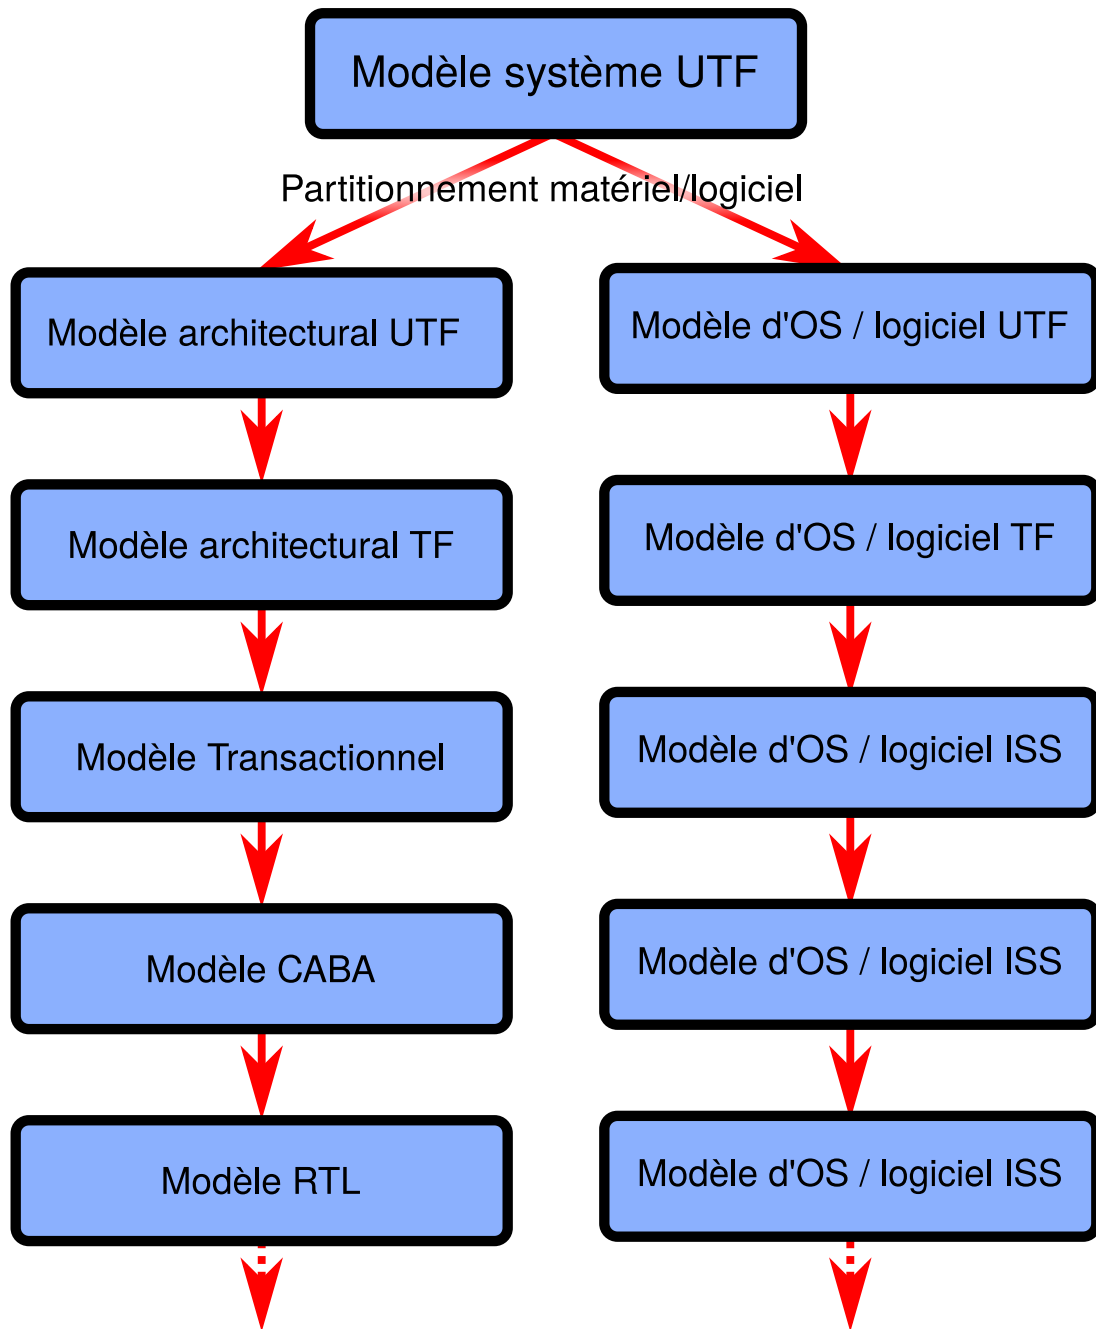 Modèle système UTF
Partitionnement matériel/logiciel
Modèle architectural UTF
Modèle d'OS / logiciel UTF
Modèle architectural TF
Modèle d'OS / logiciel TF
Modèle Transactionnel
Modèle d'OS / logiciel ISS
Modèle CABA
Modèle d'OS / logiciel ISS
Modèle RTL
Modèle d'OS / logiciel ISS